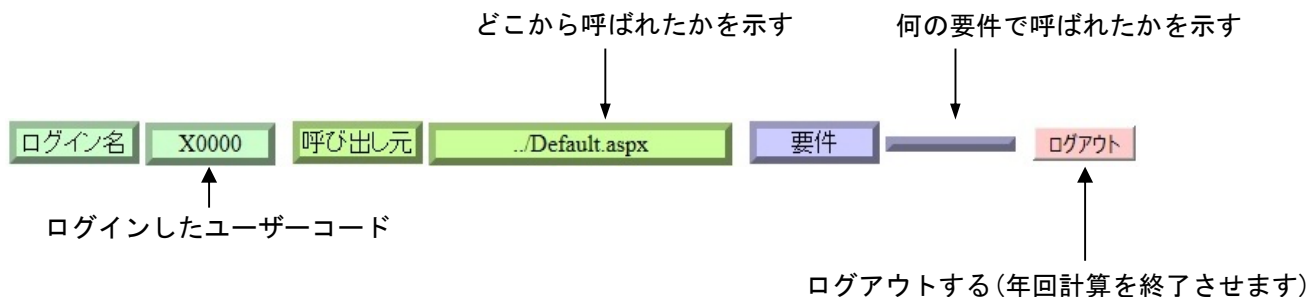 どこから呼ばれたかを示す 何の要件で呼ばれたかを示す
ログイン名 X0000 呼び出し元 ../Default.aspx 要件 ログアウト
ログインしたユーザーコード
ログアウトする(年回計算を終了させます)